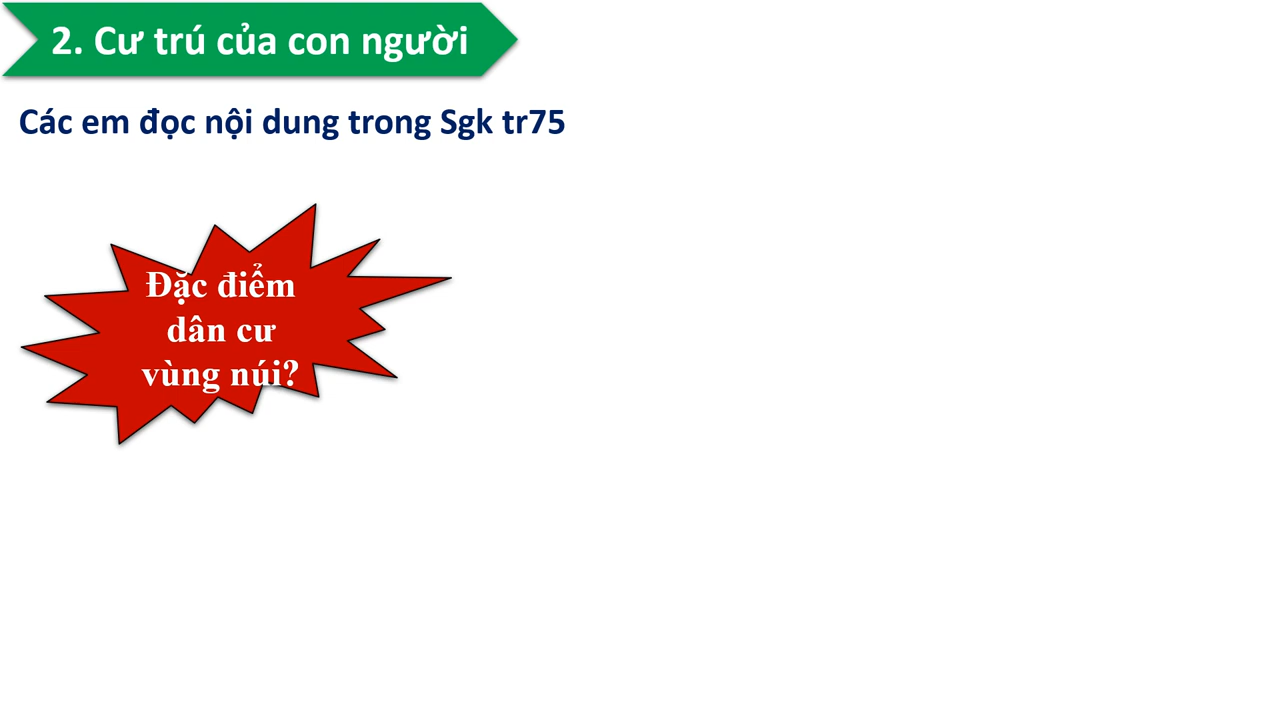 2. Cư trú của con người
Các em đọc nội dung trong Sgk tr75
Đặc điểm
dân cư
vùng núi?